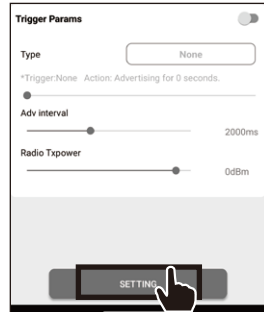 Trigger Params
Type None
*Trigger:None Action: Advertising for 0 seconds.
Adv interval
2000ms
Radio Txpower
0dBm
SETTING